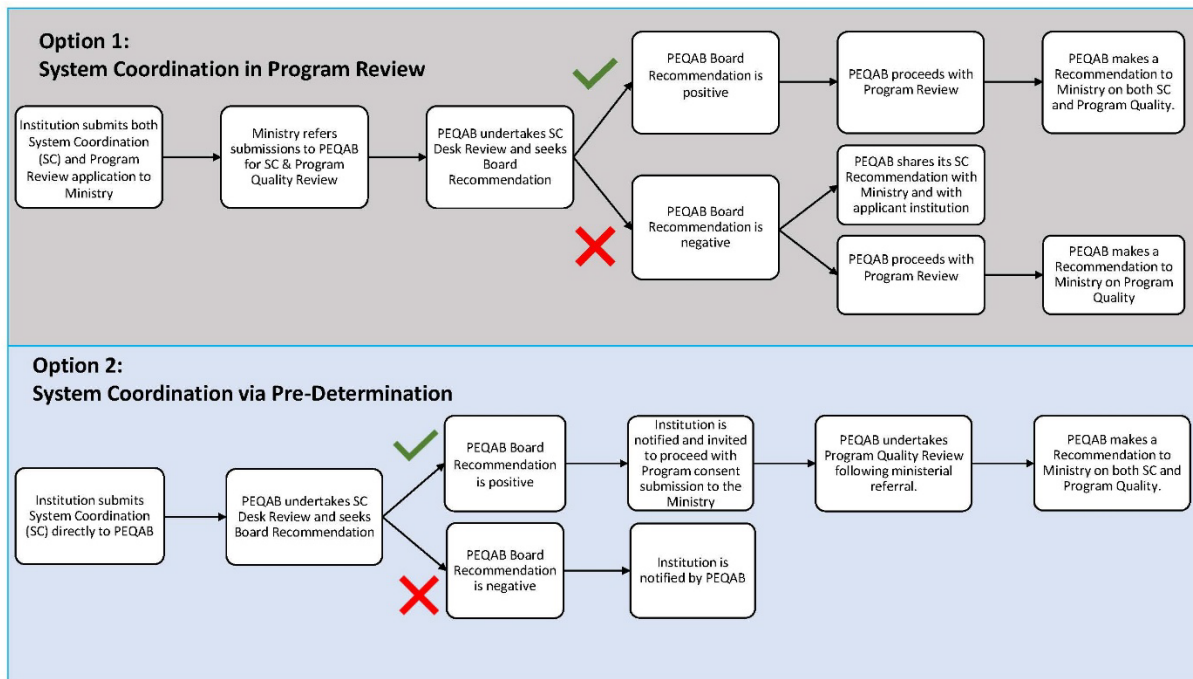 Option 1:
System Coordination in Program Review
Institution submits both
System Coordination
(SC) and Program
Review application to
Ministry
Ministry refers
submissions to PEQAB
for SC & Program
Quality Review
PEQAB undertakes SC
Desk Review and seeks
Board
Recommendation
PEQAB Board
Recommendation is
positive
PEQAB proceeds with
Program Review
PEQAB makes a
Recommendation to
Ministry on both SC
and Program Quality.
PEQAB Board
Recommendation is
negative
PEQAB shares its SC
Recommendation with
Ministry and with
applicant institution
PEQAB proceeds with
Program Review
PEQAB makes a
Recommendation to
Ministry on Program
Quality
Option 2:
System Coordination via Pre-Determination
Institution submits
System Coordination
(SC) directly to PEQAB
PEQAB undertakes SC
Desk Review and seeks
Board Recommendation
PEQAB Board
Recommendation
is positive
Institution is
notified and invited
to proceed with
Program consent
submission to the
Ministry
PEQAB undertakes
Program Quality Review
following ministerial
referral.
PEQAB makes a
Recommendation to
Ministry on both SC and
Program Quality.
PEQAB Board
Recommendation
is negative
Institution is
notified by PEQAB